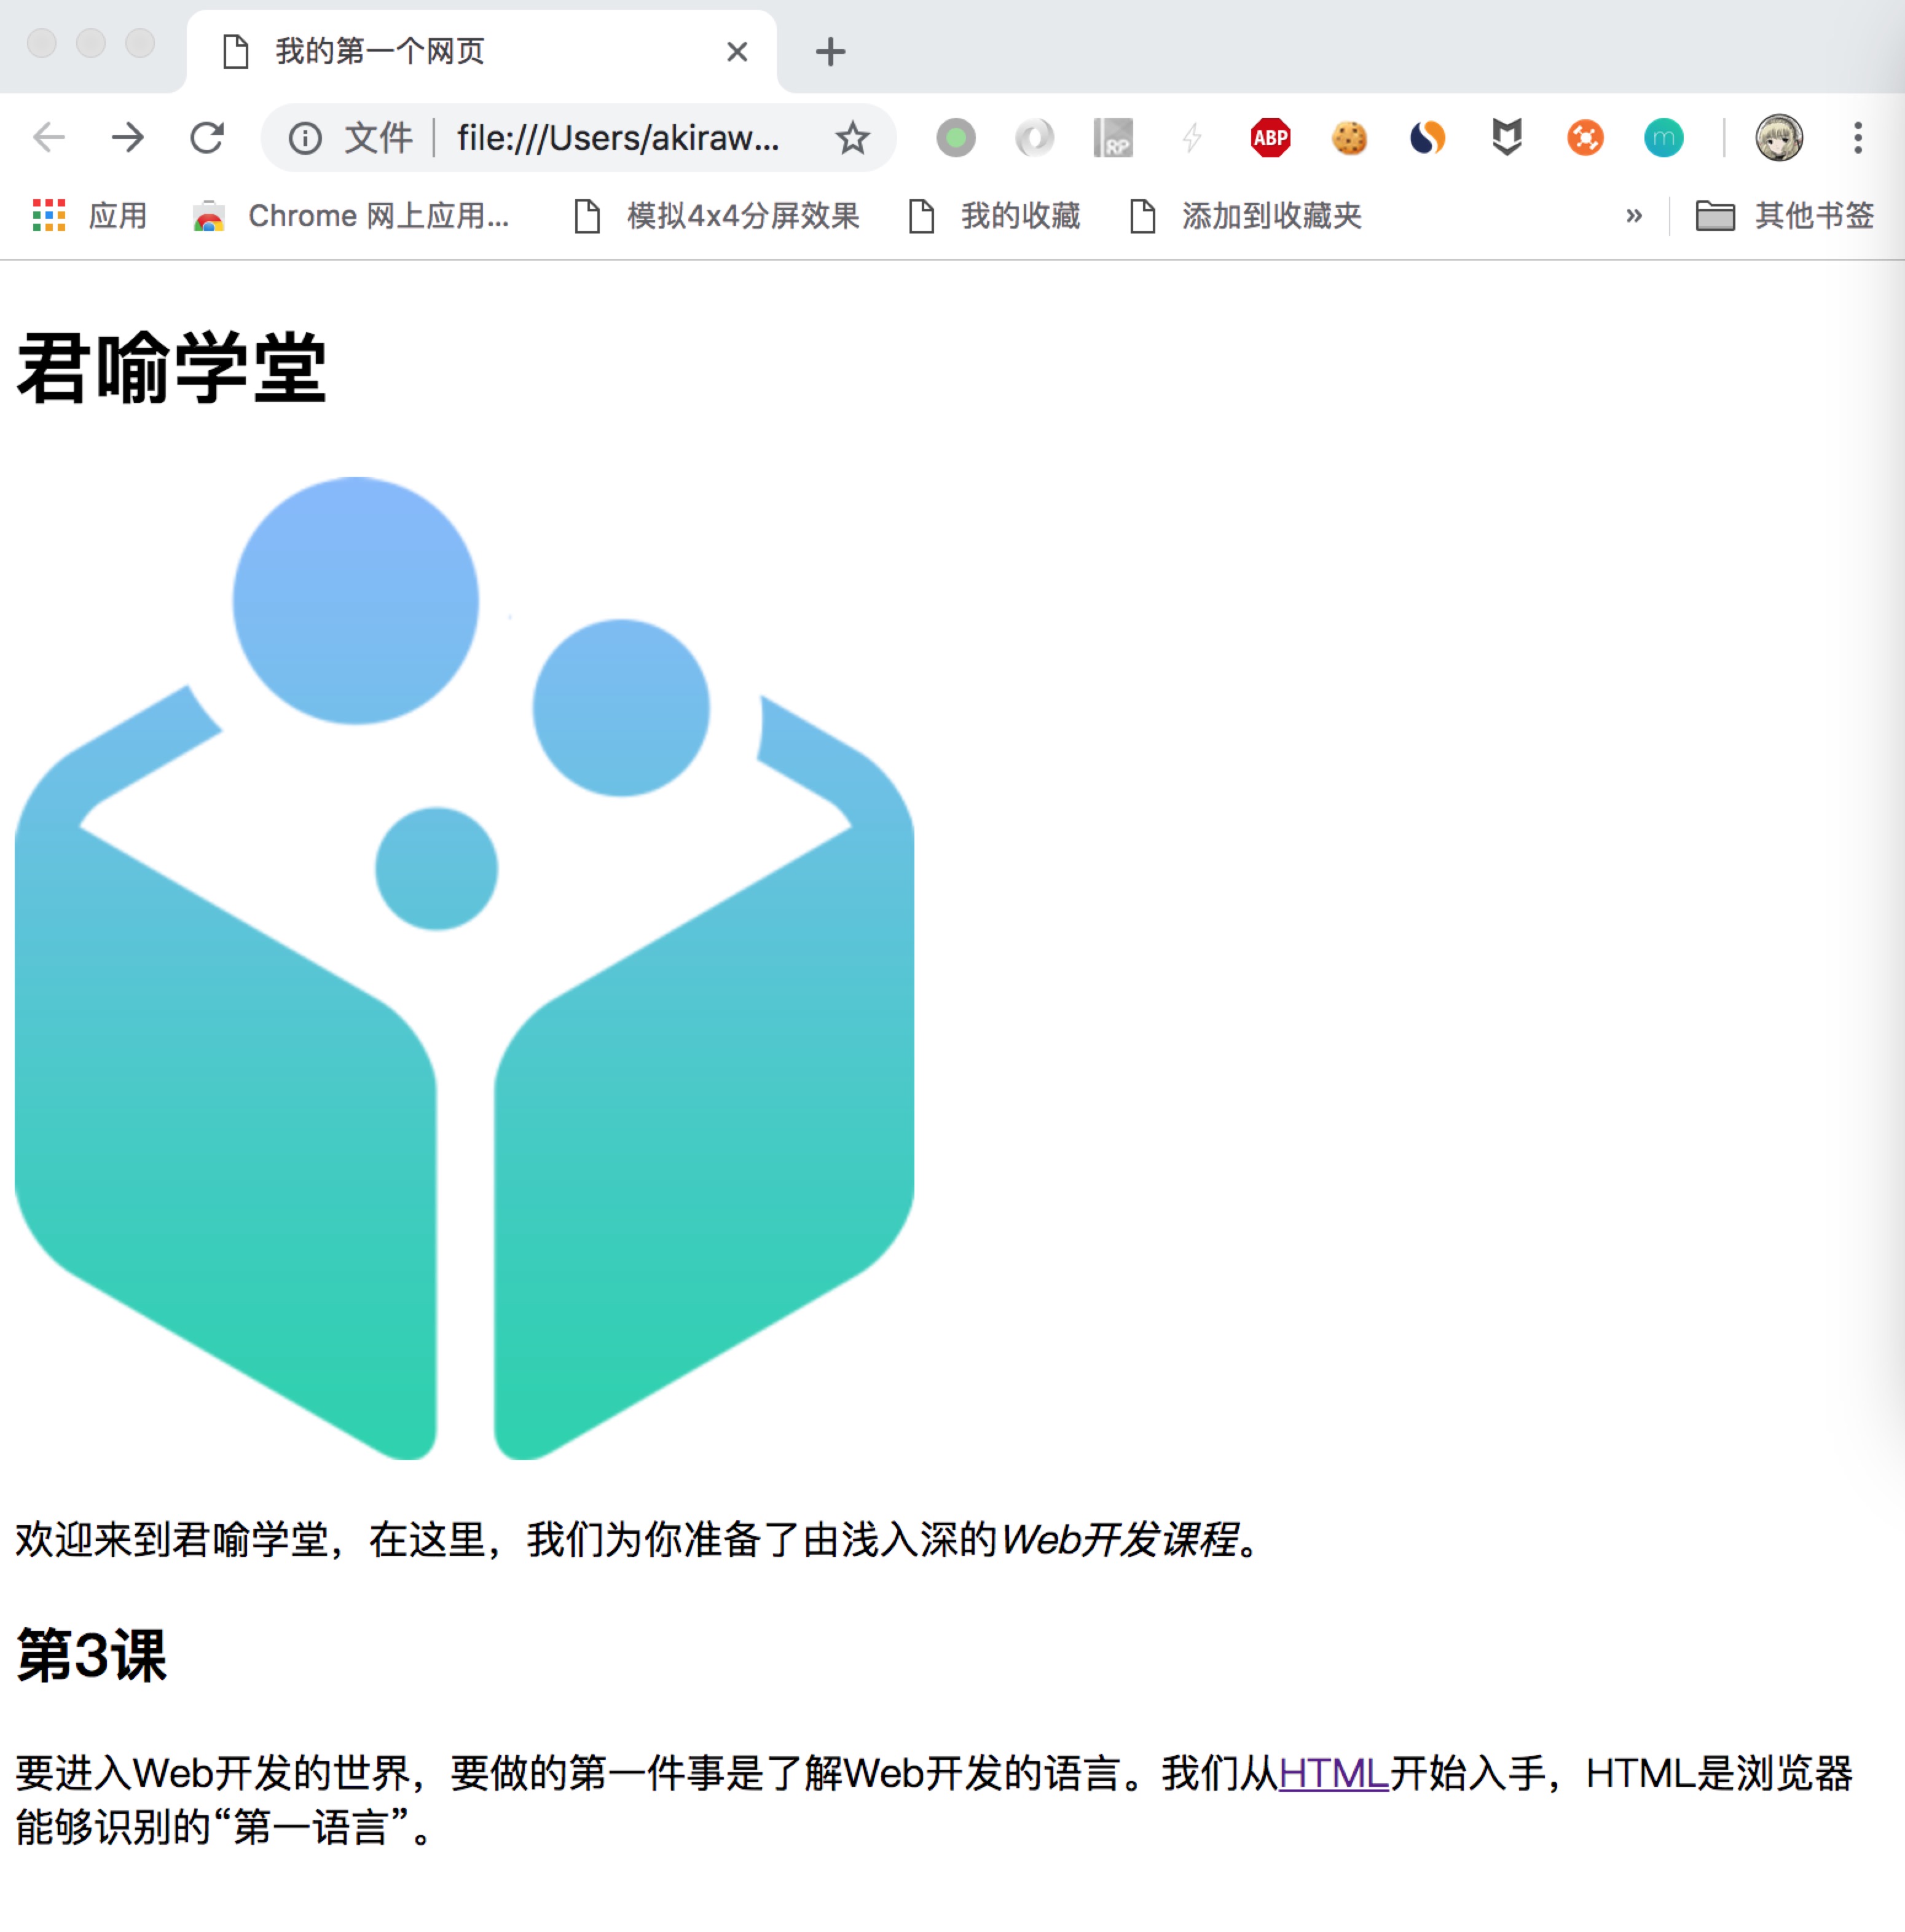 我的第一个网页
文件 file:///Users/akiraw...
RP
ABP
m
应用 Chrome 网上应用... 模拟4x4分屏效果 我的收藏 添加到收藏夹 » 其他书签
君喻学堂
欢迎来到君喻学堂，在这里，我们为你准备了由浅入深的Web开发课程。
第3课
要进入Web开发的世界，要做的第一件事是了解Web开发的语言。我们从HTML开始入手，HTML是浏览器
能够识别的“第一语言”。